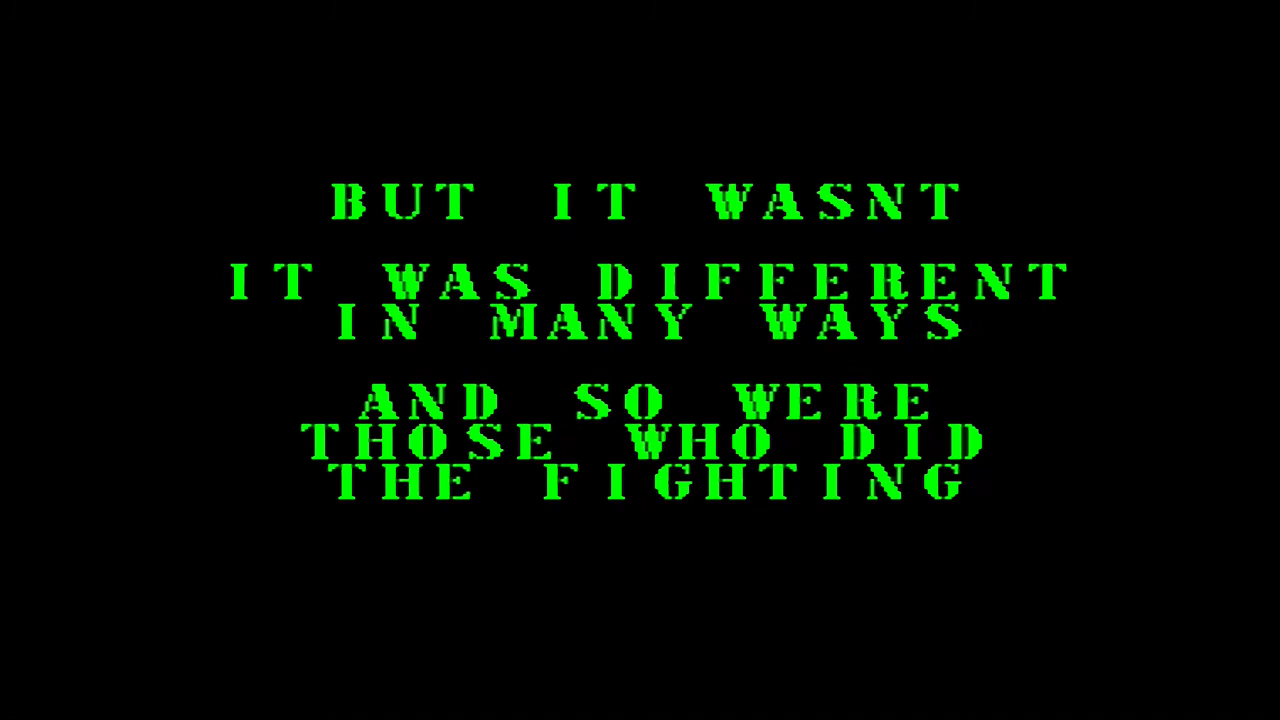 BUT IT WASNT
IT WAS DIFFERENT
IN MANY WAYS
AND SO WERE
THOSE WHO DID
THE FIGHTING